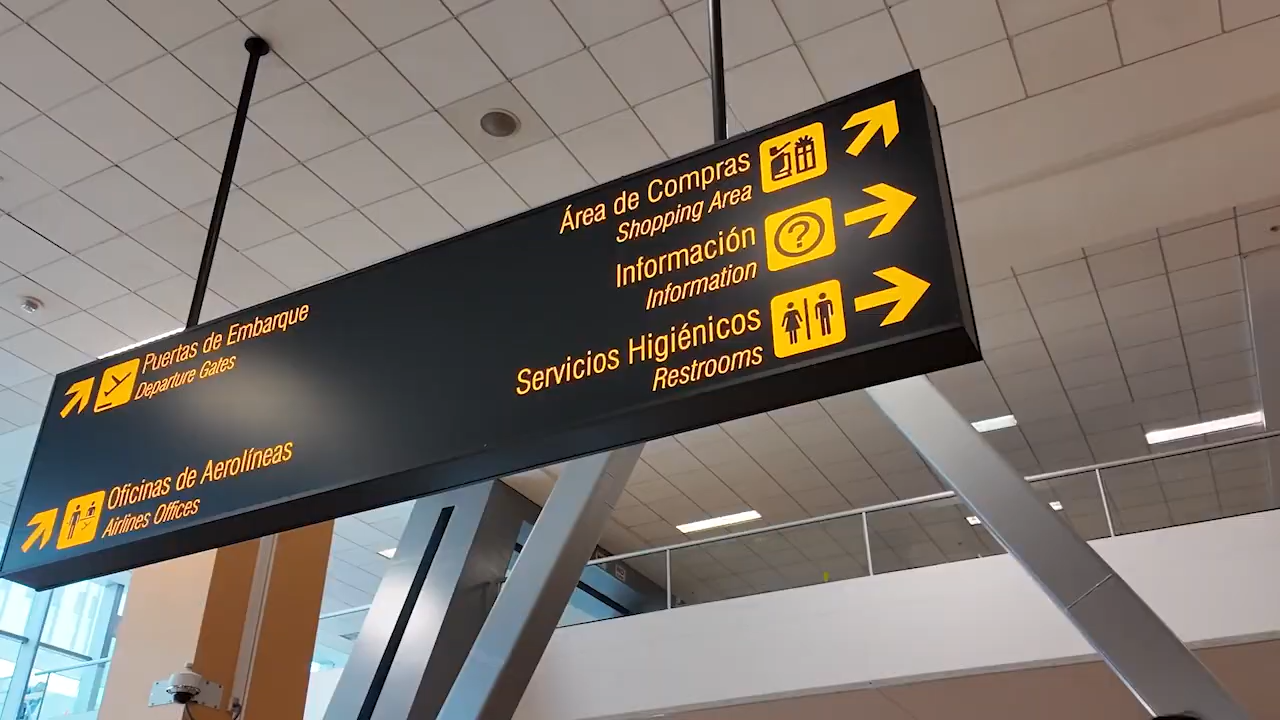 Puertas de Embarque
Departure Gates
Oficinas de Aerolíneas
Airlines Offices
Área de Compras
Shopping Area
Información
Information
?
Servicios Higiénicos
Restrooms